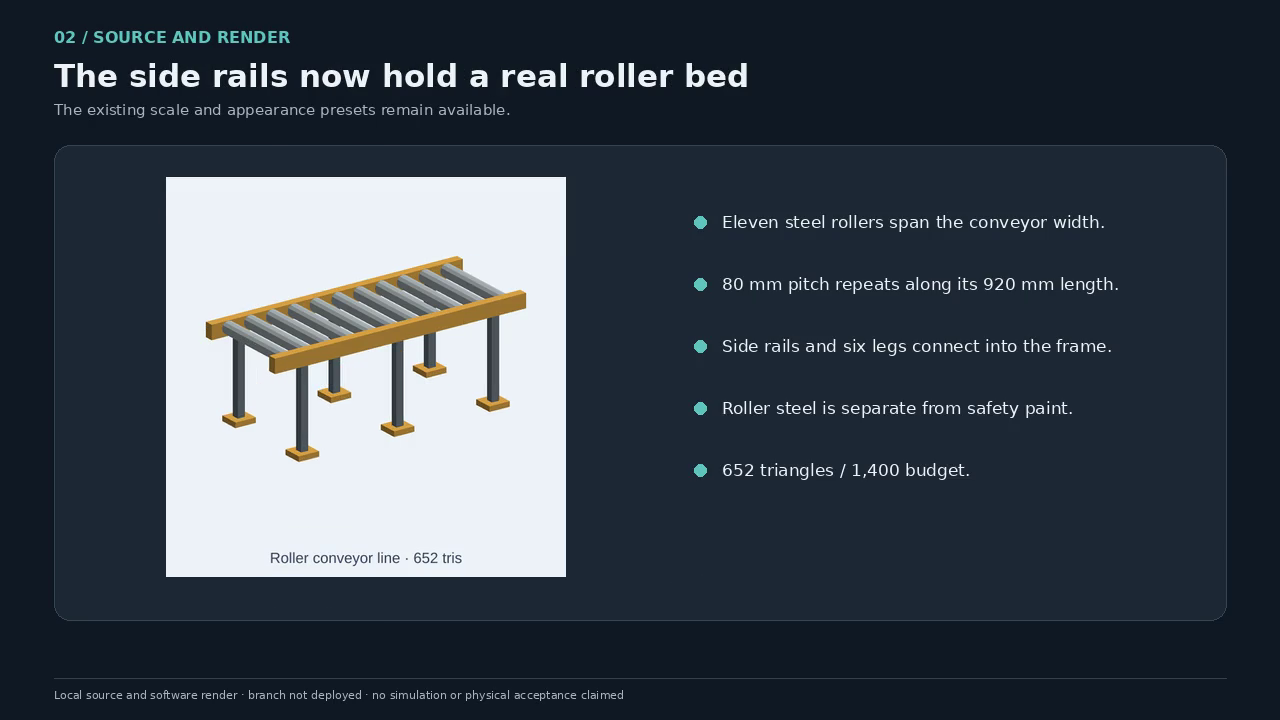 02 / SOURCE AND RENDER
The side rails now hold a real roller bed
The existing scale and appearance presets remain available.
Eleven steel rollers span the conveyor width.
80 mm pitch repeats along its 920 mm length.
Side rails and six legs connect into the frame.
Roller steel is separate from safety paint.
652 triangles / 1,400 budget.
Roller conveyor line · 652 tris
Local source and software render · branch not deployed · no simulation or physical acceptance claimed